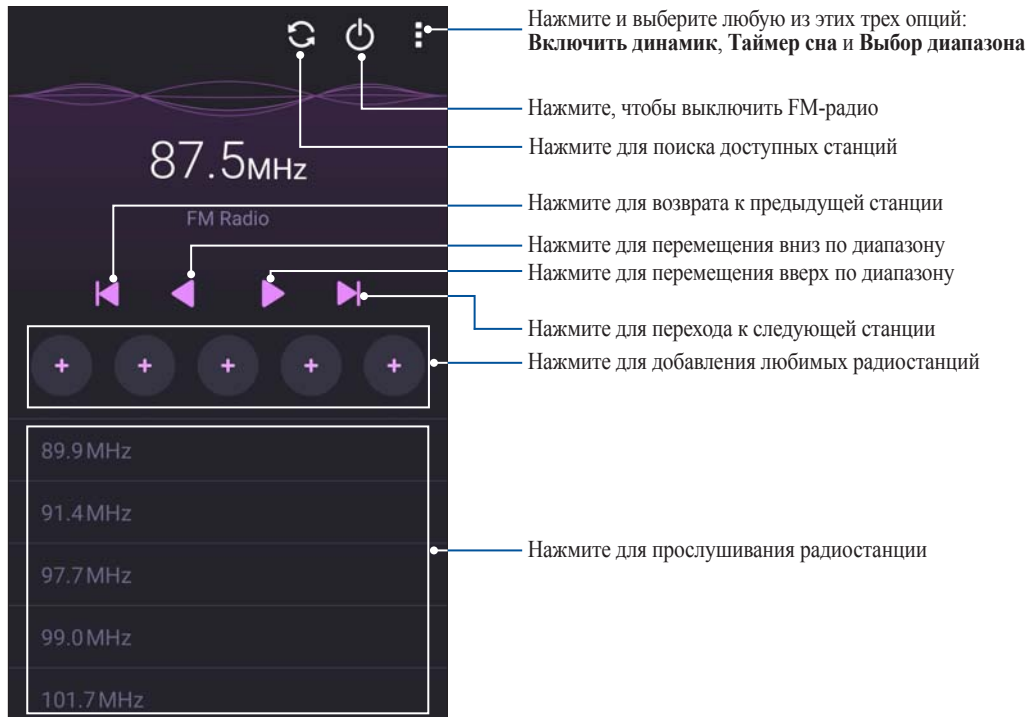 Нажмите и выберите любую из этих трех опций:
Включить динамик, Таймер сна и Выбор диапазона
Нажмите, чтобы выключить FM-радио
Нажмите для поиска доступных станций
87.5MHz
FM Radio
Нажмите для возврата к предыдущей станции
Нажмите для перемещения вниз по диапазону
Нажмите для перемещения вверх по диапазону
Нажмите для перехода к следующей станции
Нажмите для добавления любимых радиостанций
+ + + + +
89.9MHz
91.4MHz
97.7MHz
99.0MHz
101.7MHz
Нажмите для прослушивания радиостанции